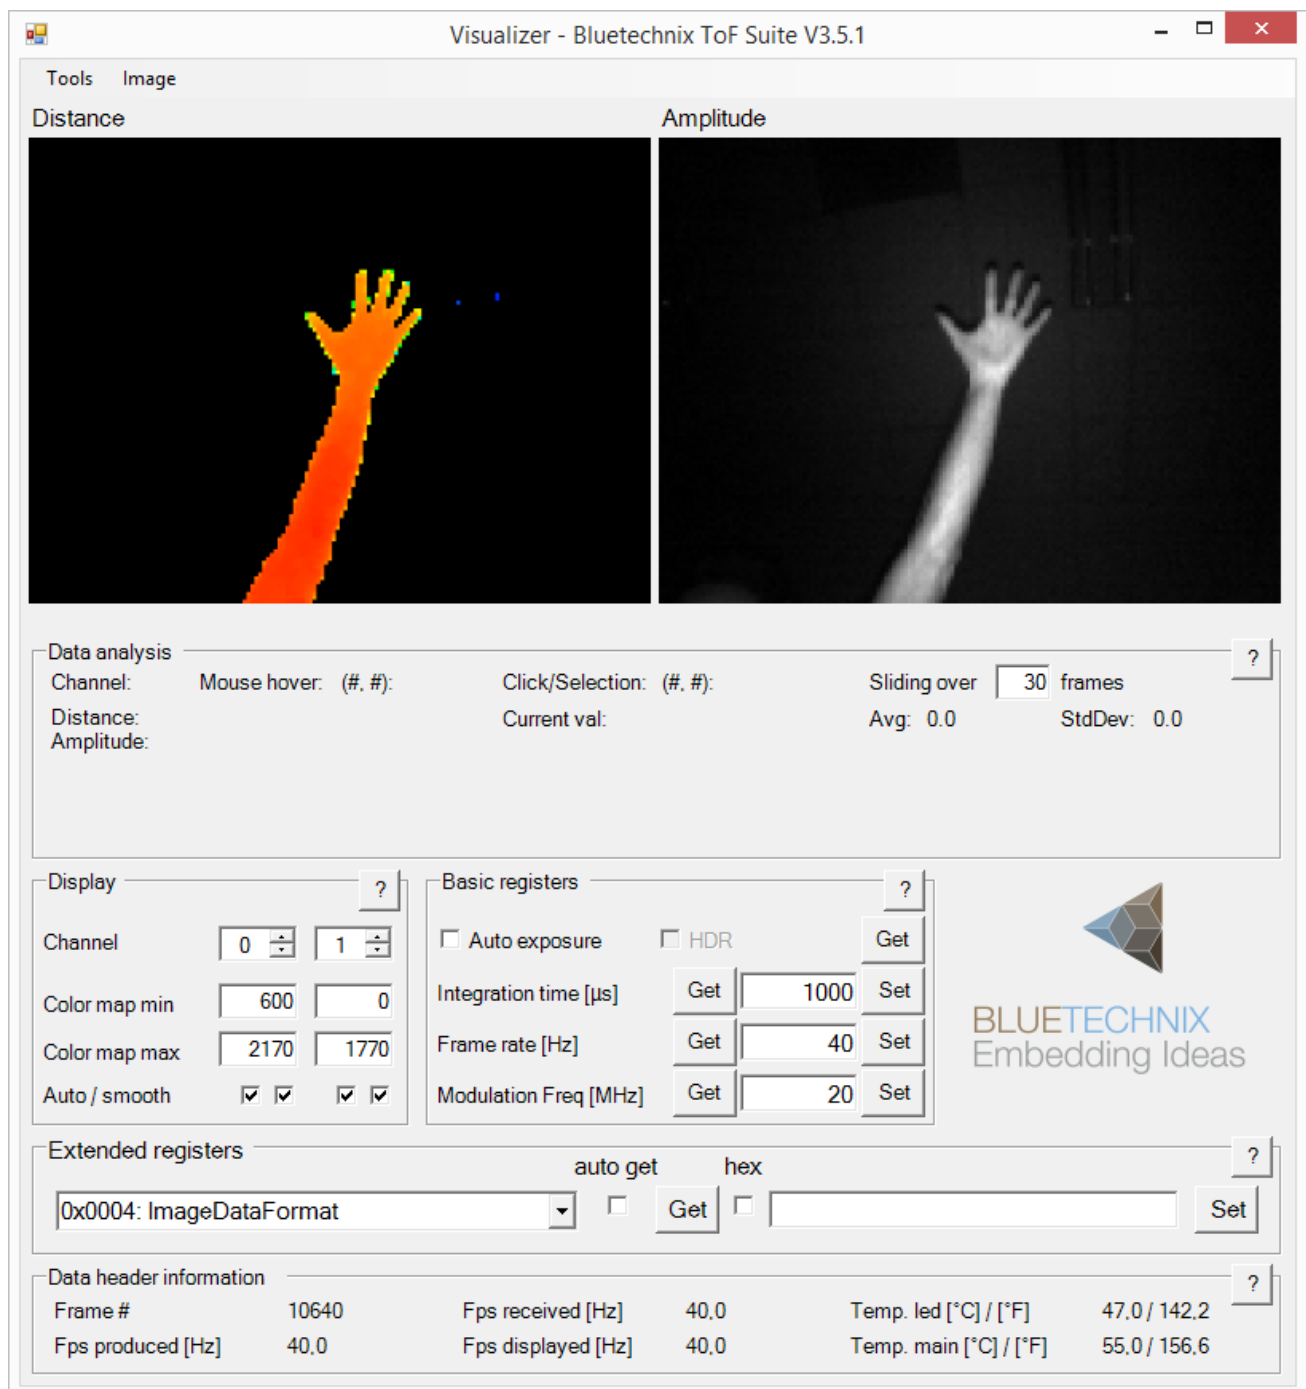 Visualizer - Bluetechnix ToF Suite V3.5.1
Tools Image
Distance Amplitude
Data analysis ?
Channel: Mouse hover: (#, #): Click/Selection: (#, #): Sliding over 30 frames
Distance: Current val: Avg: 0.0 StdDev: 0.0
Amplitude:
Display ? Basic registers ?
Channel 0 1 Auto exposure HDR Get
Color map min 600 0 Integration time [µs] Get 1000 Set
Color map max 2170 1770 Frame rate [Hz] Get 40 Set
Auto / smooth Modulation Freq [MHz] Get 20 Set
BLUETECHNIX
Embedding Ideas
Extended registers ?
auto get hex
0x0004: ImageDataFormat Get Set
Data header information ?
Frame # 10640 Fps received [Hz] 40,0 Temp. led [°C] / [°F] 47,0 / 142,2
Fps produced [Hz] 40,0 Fps displayed [Hz] 40,0 Temp. main [°C] / [°F] 55,0 / 156,6